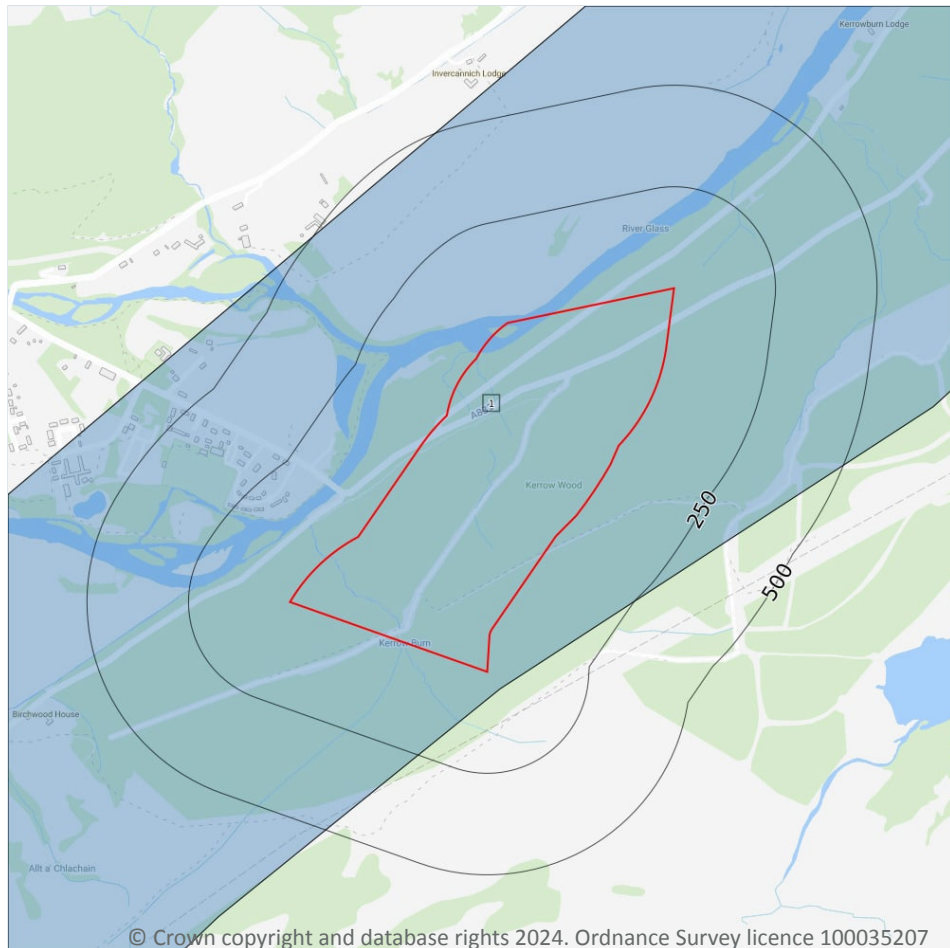 Kerrowburn Lodge
Invercannich Lodge
River Glass
1
Kerrow Wood
250
500
Kerrow Burn
Birchwood House
Allt a' Chlachain
© Crown copyright and database rights 2024. Ordnance Survey licence 100035207